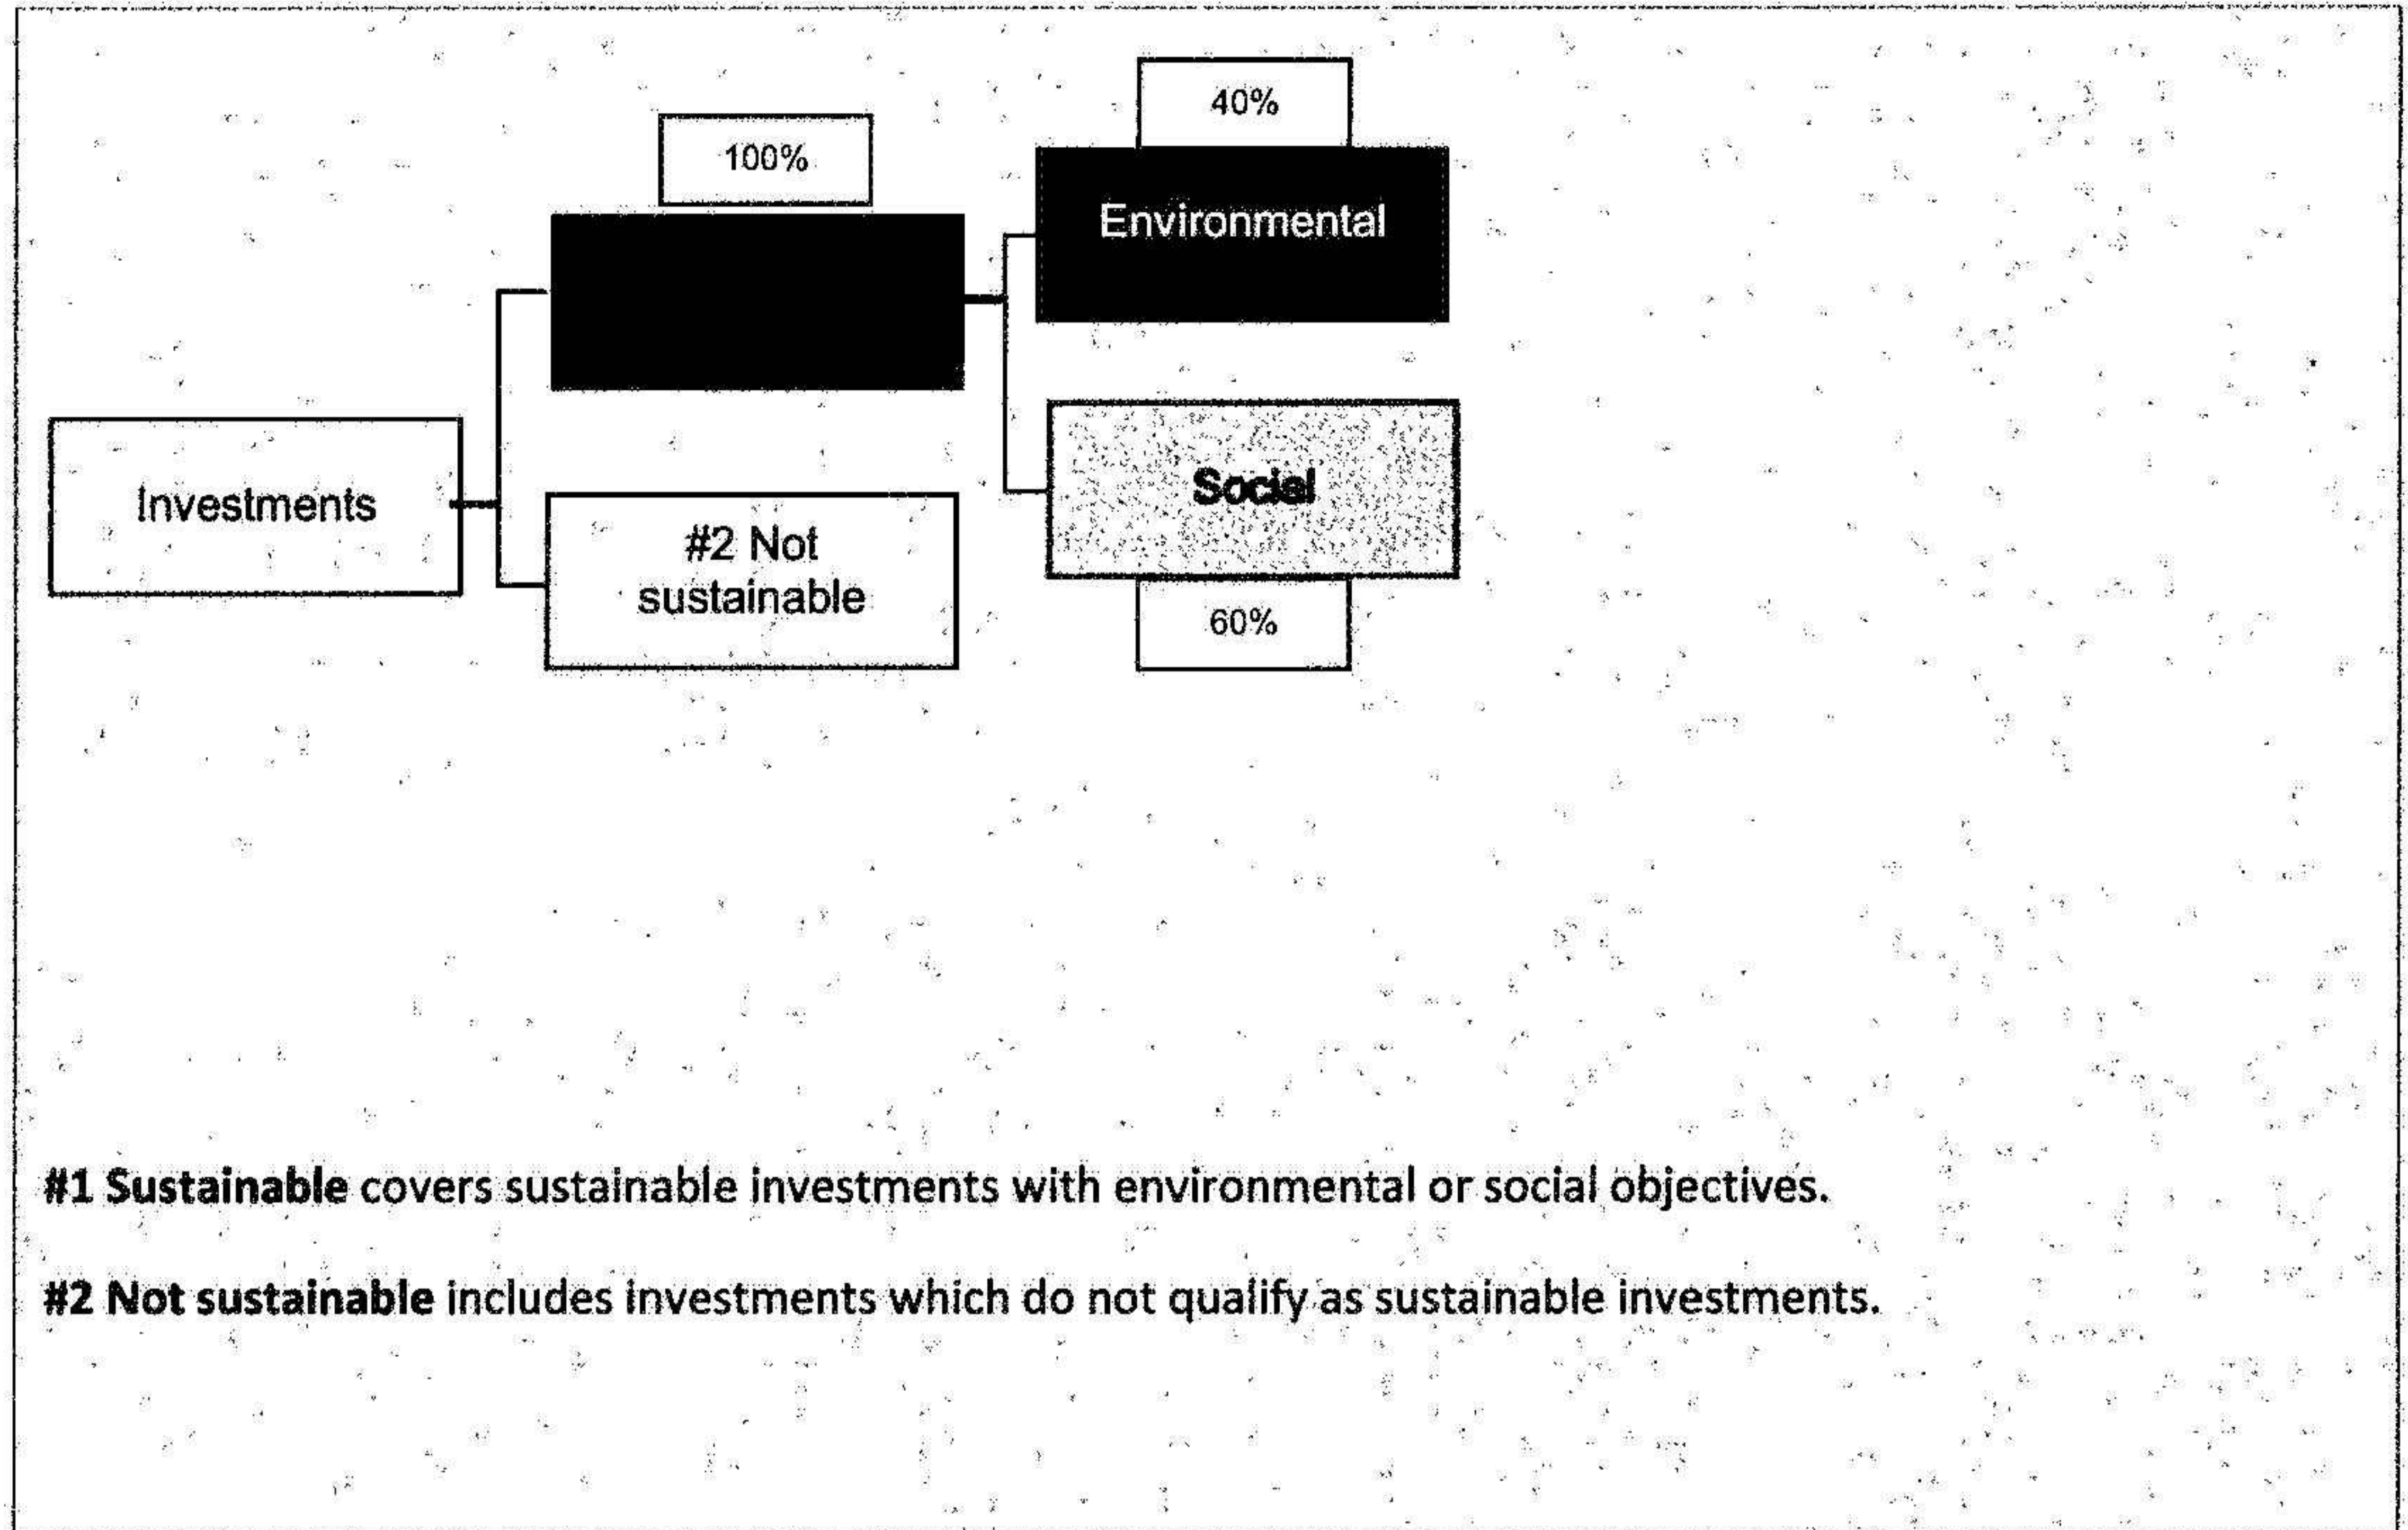 40%
100%
Environmental
Social
Investments
#2 Not
sustainable
60%
#1 Sustainable covers sustainable investments with environmental or social objectives.
#2 Not sustainable includes investments which do not qualify as sustainable investments.